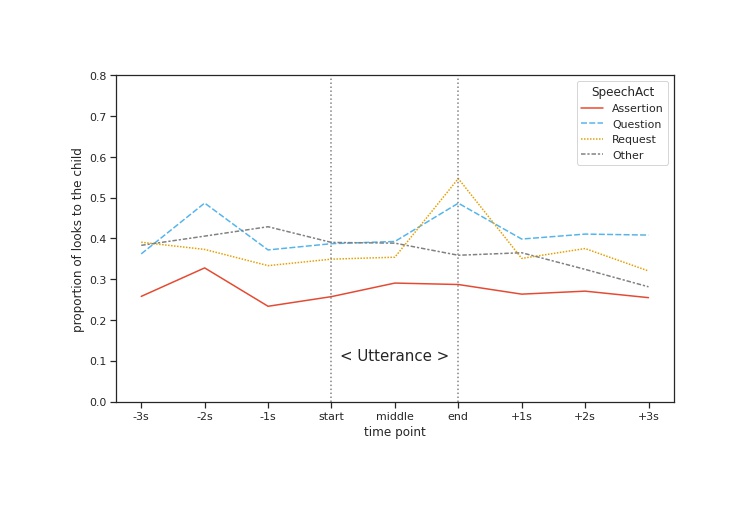 0.8
0.7
0.6
0.5
0.4
0.3
0.2
0.1
0.0
proportion of looks to the child
SpeechAct
Assertion
Question
Request
Other
< Utterance >
-3s -2s -1s start middle end +1s +2s +3s
time point